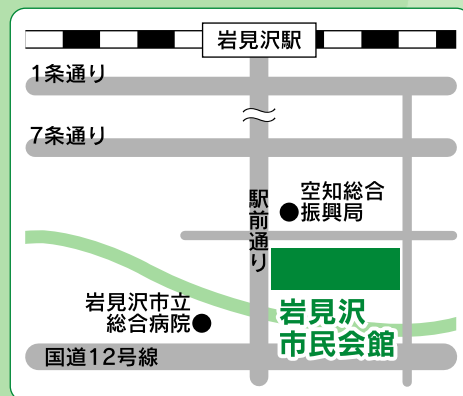 岩見沢駅
1条通り
7条通り
駅前通り
空知総合
振興局
岩見沢市立
総合病院
岩見沢
市民会館
国道12号線